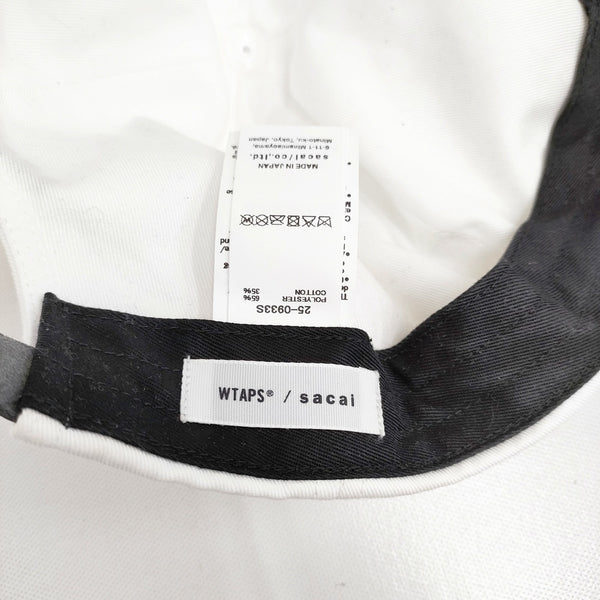 WTAPS® / sacai
25-0933S
POLYESTER 65%
COTTON 35%
MADE IN JAPAN
sacai/co.,ltd.
6-11-1 Minamiaoyama,
Minato-ku, Tokyo, Japan